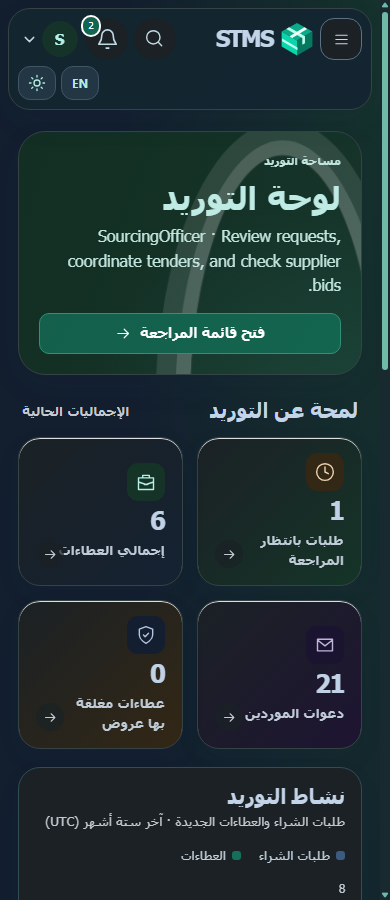 STMS
2
S
EN
مساحة التوريد
لوحة التوريد
SourcingOfficer · Review requests,
coordinate tenders, and check supplier
bids.
فتح قائمة المراجعة
لمحة عن التوريد
الإجماليات الحالية
1
طلبات بانتظار
المراجعة
6
إجمالي العطاءات
21
دعوات الموردين
0
عطاءات مغلقة
بها عروض
نشاط التوريد
طلبات الشراء والعطاءات الجديدة · آخر ستة أشهر (UTC)
طلبات الشراء
العطاءات
8